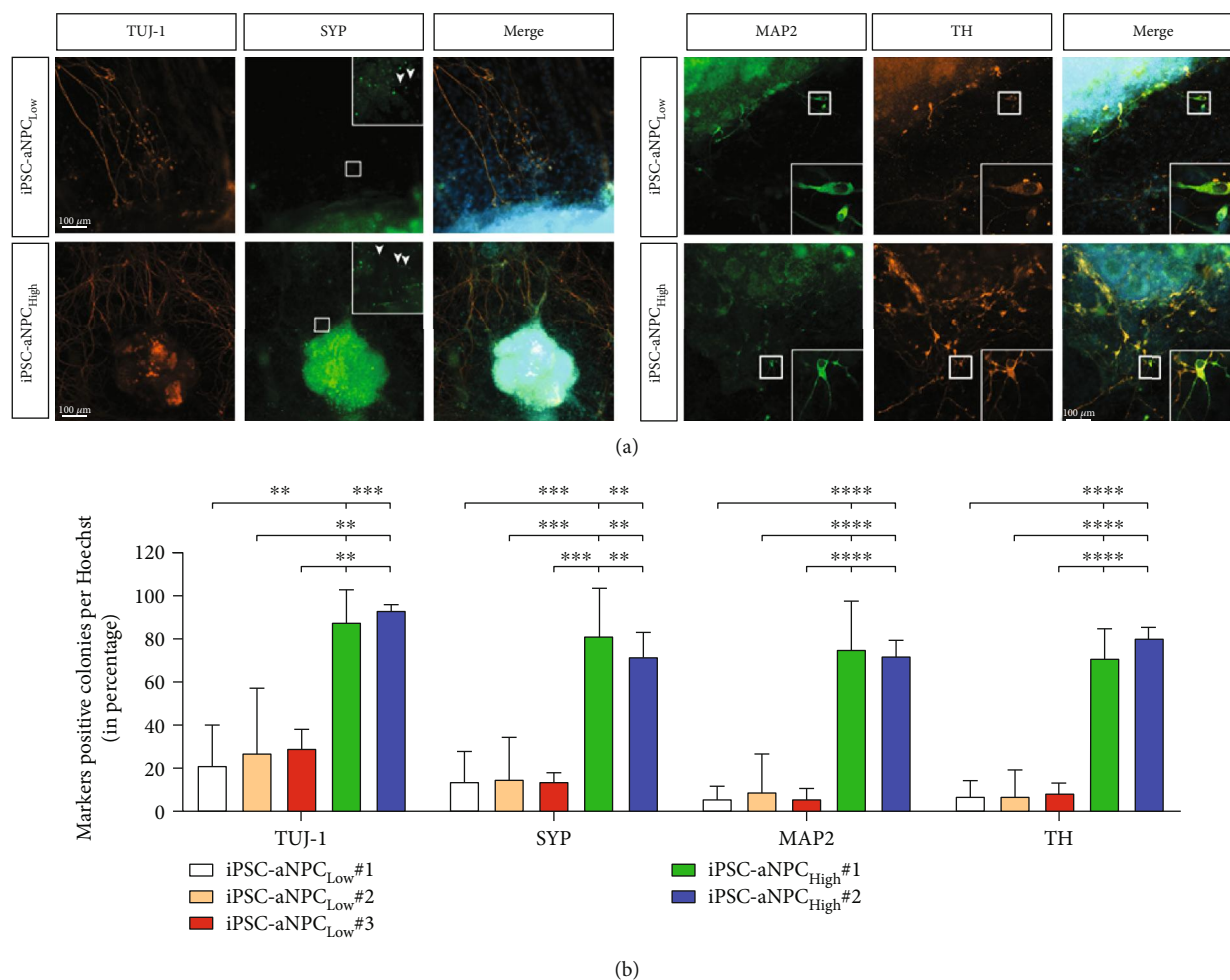 TUJ-1 SYP Merge MAP2 TH Merge
iPSC-aNPCLow
100 μm
iPSC-aNPCLow
100 μm
iPSC-aNPCHigh
100 μm
iPSC-aNPCHigh
100 μm
(a)
** *** *** ** **** ****
** *** ** **** ****
** *** ** **** ****
Markers positive colonies per Hoechst
(in percentage)
120
100
80
60
40
20
0
TUJ-1 SYP MAP2 TH
iPSC-aNPCLow#1
iPSC-aNPCLow#2
iPSC-aNPCLow#3
iPSC-aNPCHigh#1
iPSC-aNPCHigh#2
(b)